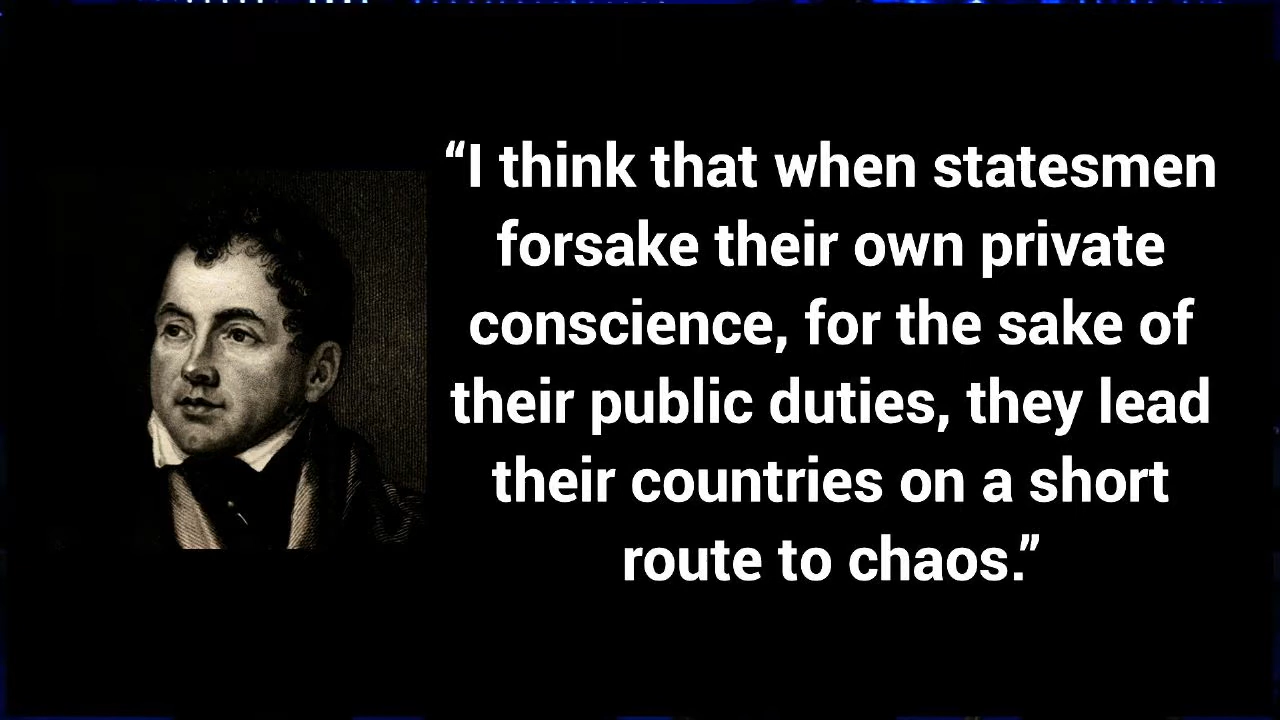 “I think that when statesmen
forsake their own private
conscience, for the sake of
their public duties, they lead
their countries on a short
route to chaos.”